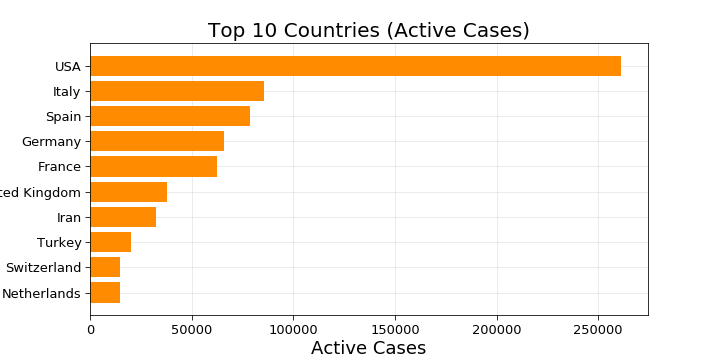 Top 10 Countries (Active Cases)
USA
Italy
Spain
Germany
France
ted Kingdom
Iran
Turkey
Switzerland
Netherlands
0 50000 100000 150000 200000 250000
Active Cases